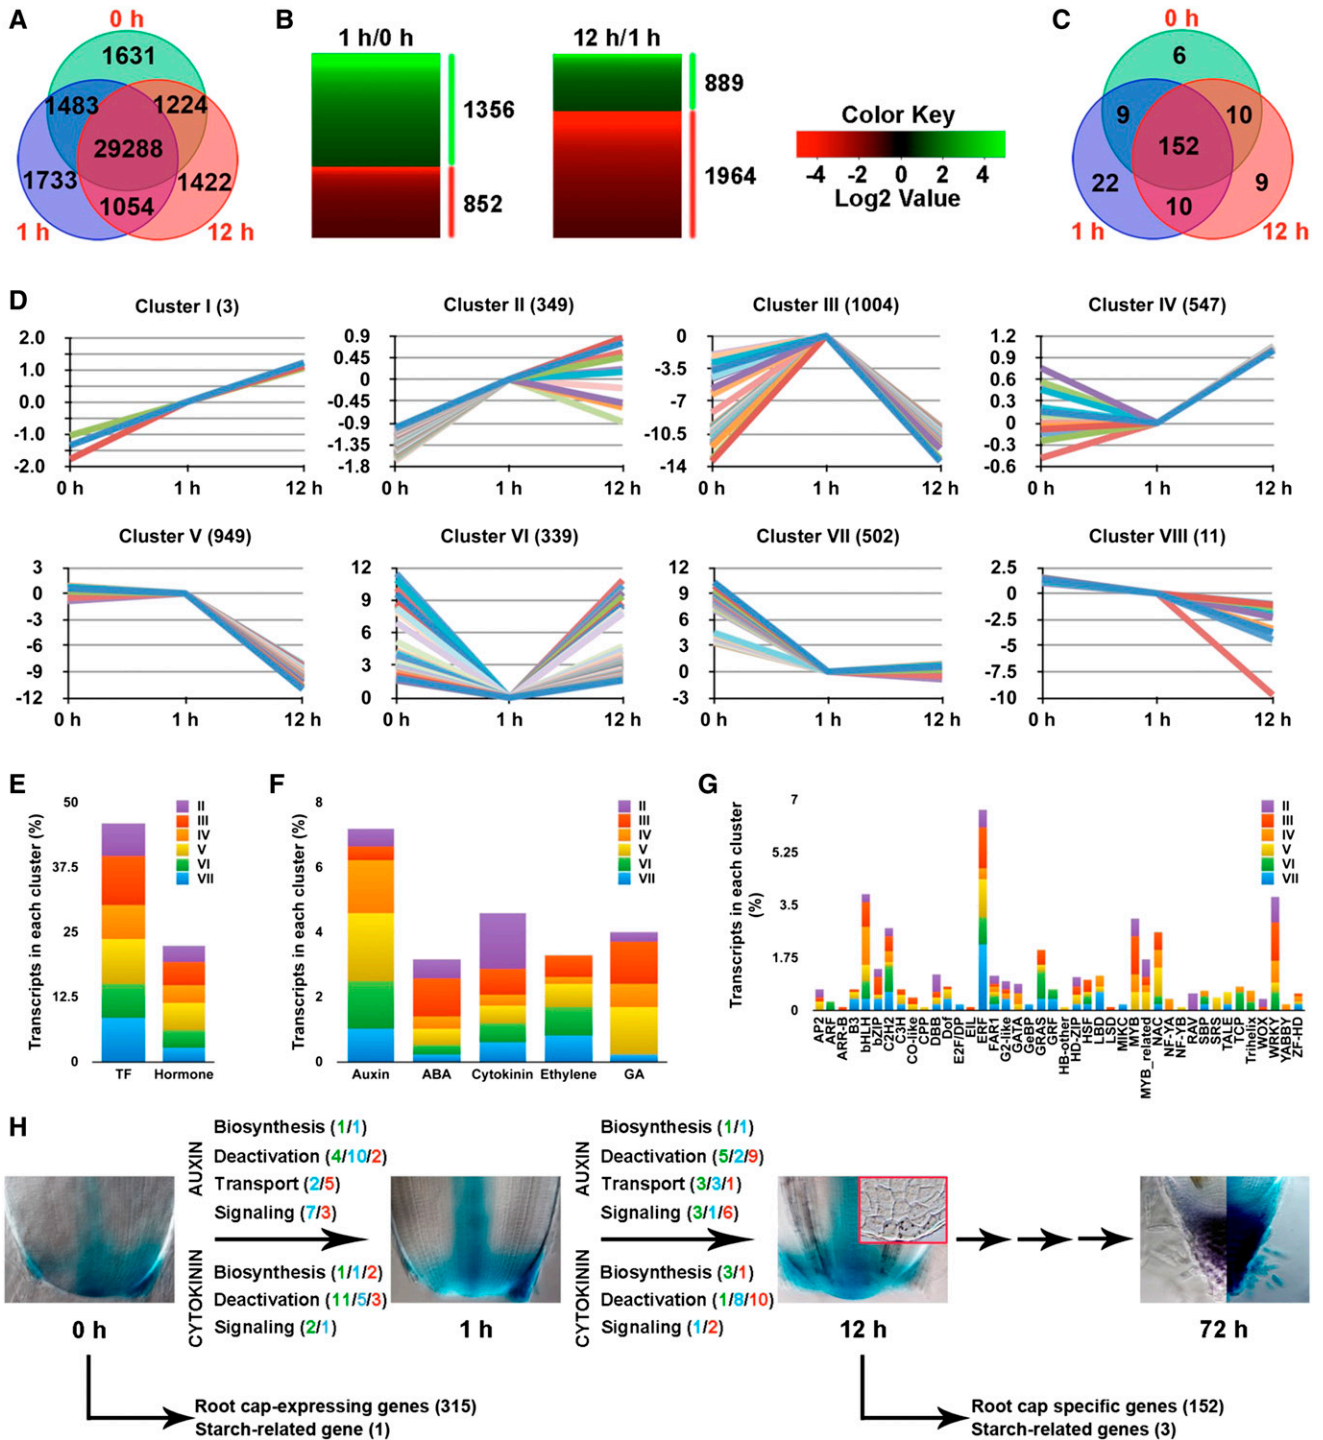 A
0 h
1631
1483
1224
29288
1733
1422
1054
1 h
12 h
B
1 h/0 h
12 h/1 h
1356
852
889
1964
Color Key
-4 -2 0 2 4
Log2 Value
C
0 h
6
9
10
152
22
9
10
1 h
12 h
D
Cluster I (3)
2.0
1.0
0.0
-1.0
-2.0
0 h 1 h 12 h
Cluster II (349)
0.9
0.45
0
-0.45
-0.9
-1.35
-1.8
0 h 1 h 12 h
Cluster III (1004)
0
-3.5
-7
-10.5
-14
0 h 1 h 12 h
Cluster IV (547)
1.2
0.9
0.6
0.3
0
-0.3
-0.6
0 h 1 h 12 h
Cluster V (949)
3
0
-3
-6
-9
-12
0 h 1 h 12 h
Cluster VI (339)
12
9
6
3
0
0 h 1 h 12 h
Cluster VII (502)
12
9
6
3
0
-3
0 h 1 h 12 h
Cluster VIII (11)
2.5
0
-2.5
-5
-7.5
-10
0 h 1 h 12 h
E
Transcripts in each cluster (%)
50
37.5
25
12.5
0
II
III
IV
V
VI
VII
TF Hormone
F
Transcripts in each cluster (%)
8
6
4
2
0
II
III
IV
V
VI
VII
Auxin ABA Cytokinin Ethylene GA
G
Transcripts in each cluster
(%)
7
5.25
3.5
1.75
0
II
III
IV
V
VI
VII
AP2
ARF
ARR-B
B3
bHLH
bZIP
C2H2
C3H
CO-like
CPP
DBB
Dof
E2F/DP
EIL
ERF
FAR1
G2-like
GATA
GeBP
GRAS
GRF
HB-other
HD-ZIP
HSF
LBD
LSD
MIKC
MYB
MYB_related
NAC
NF-YA
NF-YB
RAV
SBP
SRS
TALE
TCP
Trihelix
WOX
WRKY
YABBY
ZF-HD
H
AUXIN
Biosynthesis (1/1)
Deactivation (4/10/2)
Transport (2/5)
Signaling (7/3)
CYTOKININ
Biosynthesis (1/1/2)
Deactivation (11/5/3)
Signaling (2/1)
AUXIN
Biosynthesis (1/1)
Deactivation (5/2/9)
Transport (3/3/1)
Signaling (3/1/6)
CYTOKININ
Biosynthesis (3/1)
Deactivation (1/8/10)
Signaling (1/2)
0 h
1 h
12 h
72 h
Root cap-expressing genes (315)
Starch-related gene (1)
Root cap specific genes (152)
Starch-related genes (3)